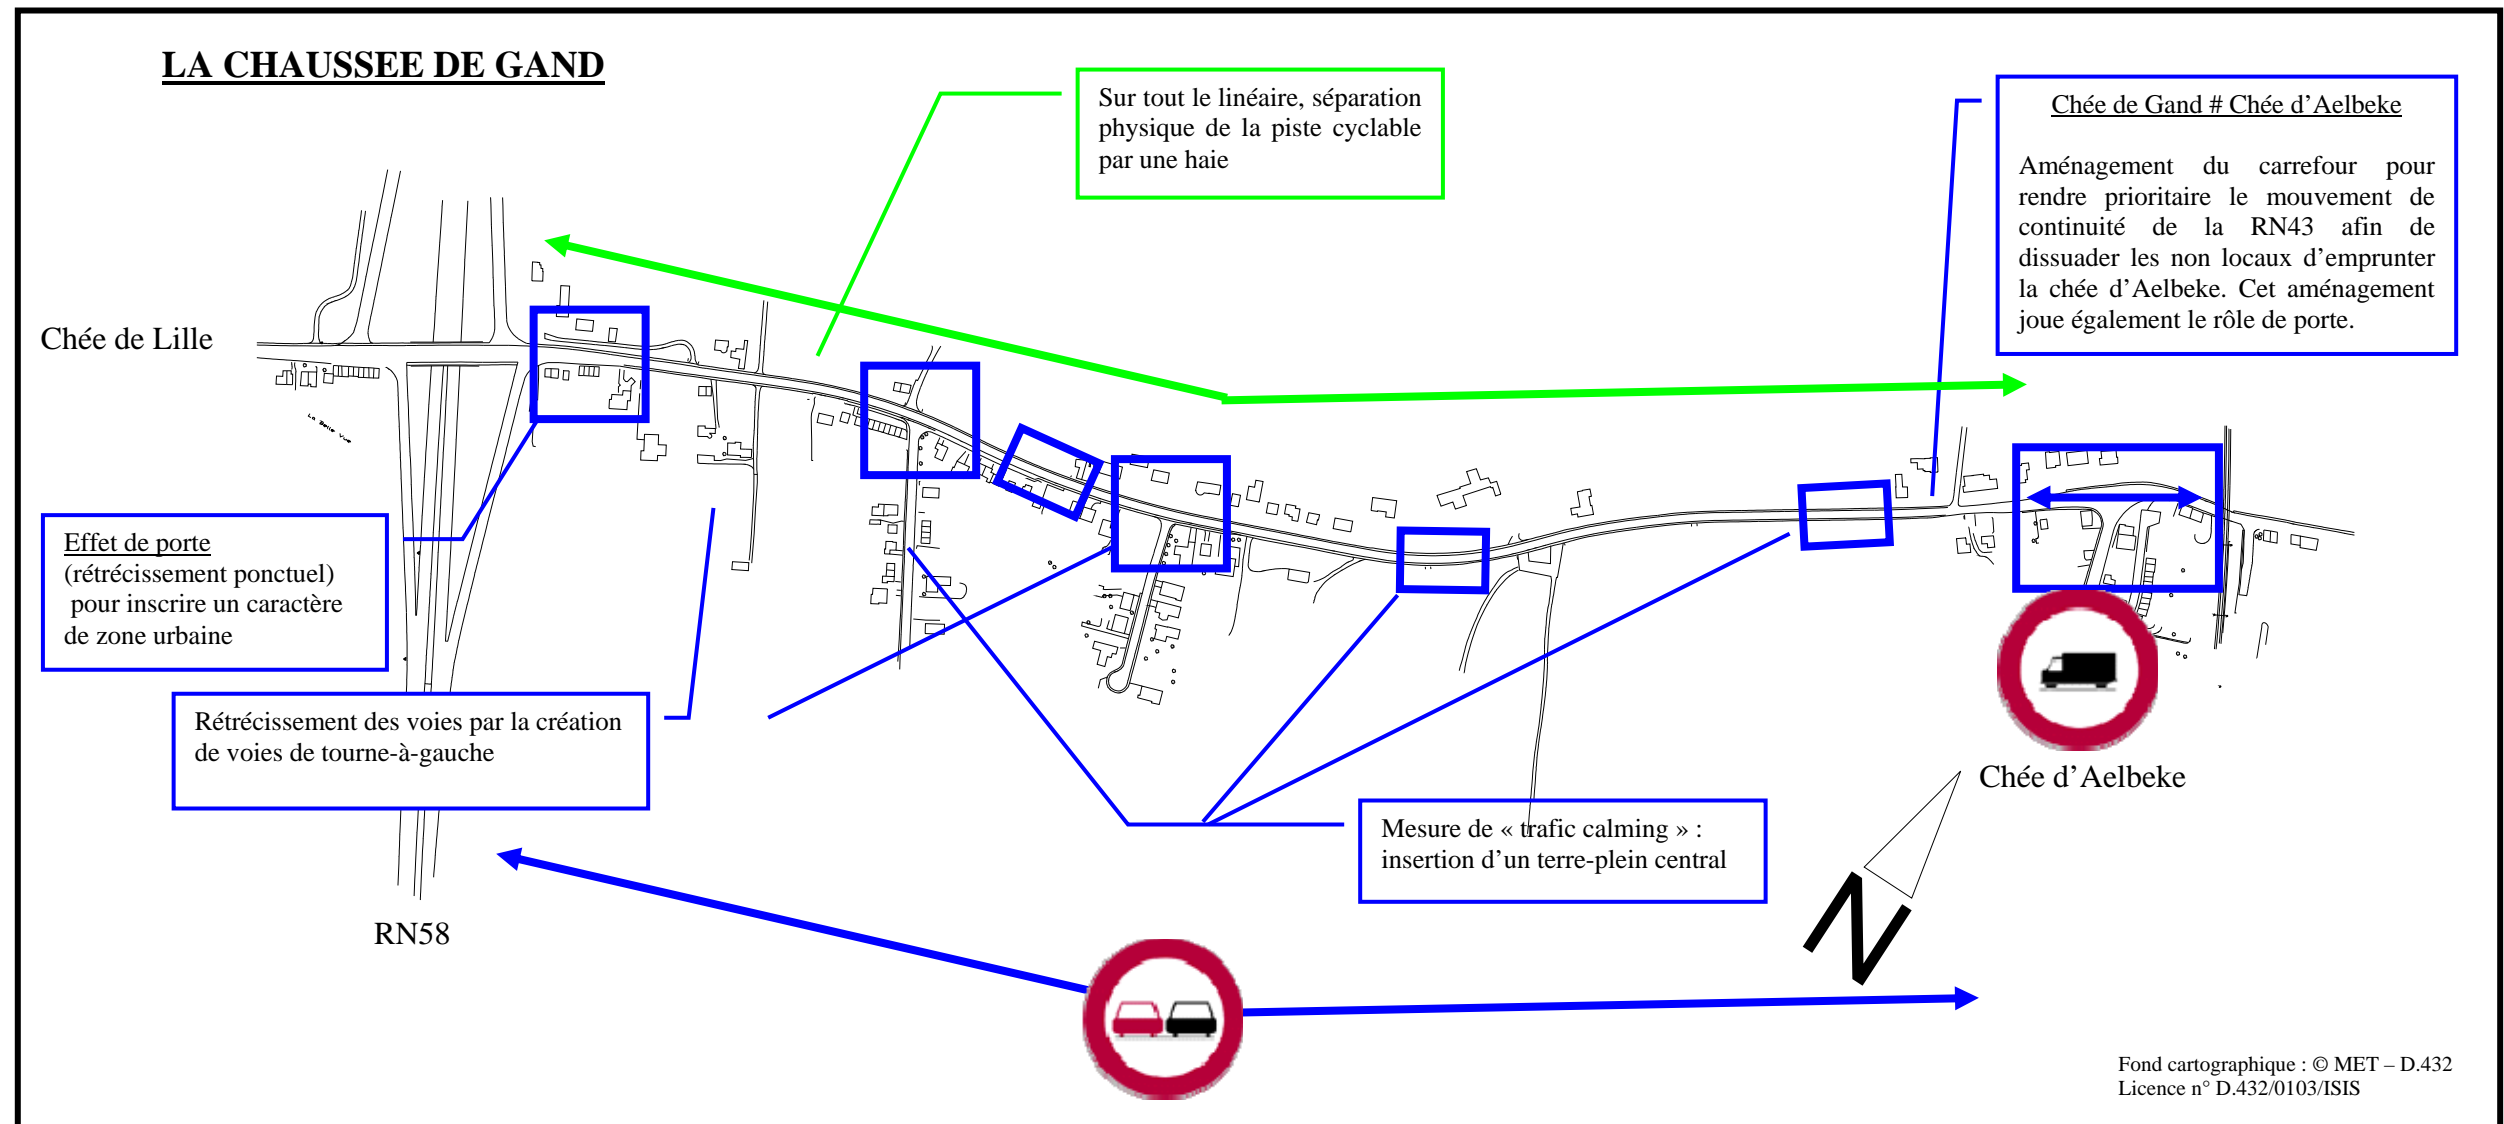 LA CHAUSSEE DE GAND
Sur tout le linéaire, séparation
physique de la piste cyclable
par une haie
Chée de Gand # Chée d'Aelbeke
Aménagement du carrefour pour
rendre prioritaire le mouvement de
continuité de la RN43 afin de
dissuader les non locaux d'emprunter
la chée d'Aelbeke. Cet aménagement
joue également le rôle de porte.
Chée de Lille
La Belle Vue
Effet de porte
(rétrécissement ponctuel)
pour inscrire un caractère
de zone urbaine
Rétrécissement des voies par la création
de voies de tourne-à-gauche
Chée d'Aelbeke
Mesure de « trafic calming » :
insertion d'un terre-plein central
N
RN58
Fond cartographique : © MET – D.432
Licence n° D.432/0103/ISIS